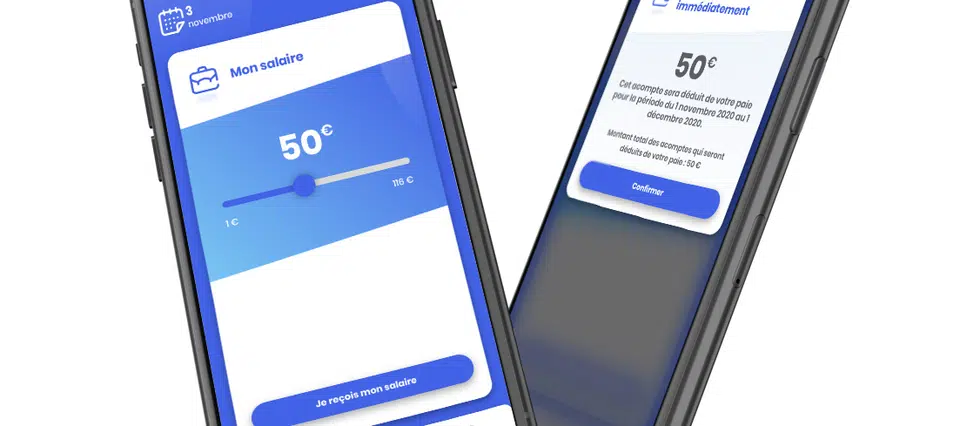 3
novembre
Mon salaire
50€
1 €
116 €
Je reçois mon salaire
immédiatement
50€
Cet acompte sera déduit de votre paie
pour la période du 1 novembre 2020 au 1
décembre 2020.
Montant total des acomptes qui seront
déduits de votre paie : 50 €
Confirmer